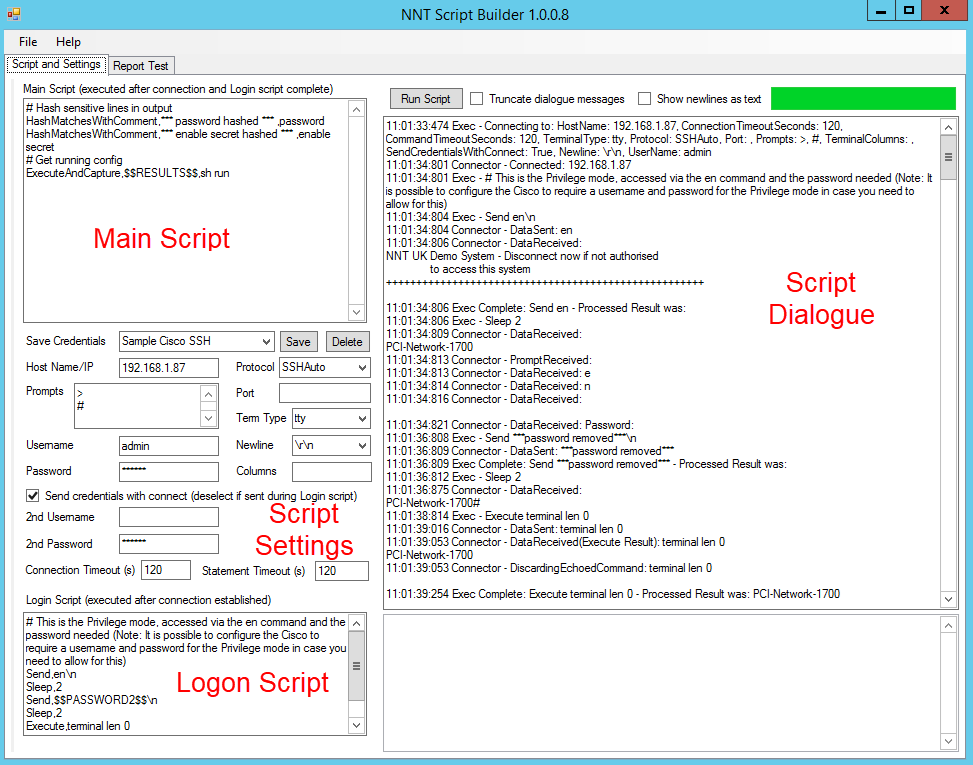 NNT Script Builder 1.0.0.8
File Help
Script and Settings Report Test
Main Script (executed after connection and Login script complete)
# Hash sensitive lines in output
HashMatchesWithComment,*** password hashed *** ,password
HashMatchesWithComment,*** enable secret hashed *** ,enable
secret
# Get running config
ExecuteAndCapture,$$RESULTS$$,sh run
Main Script
Save Credentials Sample Cisco SSH Save Delete
Host Name/IP 192.168.1.87 Protocol SSHAuto
Prompts > Port
#
Term Type tty
Username admin Newline \r\n
Password ****** Columns
Send credentials with connect (deselect if sent during Login script)
2nd Username
Script
Settings
2nd Password ******
Connection Timeout (s) 120 Statement Timeout (s) 120
Login Script (executed after connection established)
# This is the Privilege mode, accessed via the en command and the
password needed (Note: It is possible to configure the Cisco to
require a username and password for the Privilege mode in case you
need to allow for this)
Send,en\n
Sleep,2
Send,$$PASSWORD2$$\n
Sleep,2
Execute,terminal len 0
Logon Script
Run Script Truncate dialogue messages Show newlines as text
11:01:33:474 Exec - Connecting to: HostName: 192.168.1.87, ConnectionTimeoutSeconds: 120,
CommandTimeoutSeconds: 120, TerminalType: tty, Protocol: SSHAuto, Port: , Prompts: >, #, TerminalColumns: ,
SendCredentialsWithConnect: True, Newline: \r\n, UserName: admin
11:01:34:801 Connector - Connected: 192.168.1.87
11:01:34:801 Exec - # This is the Privilege mode, accessed via the en command and the password needed (Note: It
is possible to configure the Cisco to require a username and password for the Privilege mode in case you need to
allow for this)
11:01:34:804 Exec - Send en\n
11:01:34:804 Connector - DataSent: en
11:01:34:806 Connector - DataReceived:
NNT UK Demo System - Disconnect now if not authorised
to access this system
+++++++++++++++++++++++++++++++++++++++++++++++++++++
11:01:34:806 Exec Complete: Send en - Processed Result was:
11:01:34:806 Exec - Sleep 2
11:01:34:809 Connector - DataReceived:
PCI-Network-1700
11:01:34:813 Connector - PromptReceived:
11:01:34:813 Connector - DataReceived: e
11:01:34:814 Connector - DataReceived: n
11:01:34:816 Connector - DataReceived:
11:01:34:821 Connector - DataReceived: Password:
11:01:36:808 Exec - Send ***password removed***\n
11:01:36:809 Connector - DataSent: ***password removed***
11:01:36:809 Exec Complete: Send ***password removed*** - Processed Result was:
11:01:36:812 Exec - Sleep 2
11:01:36:875 Connector - DataReceived:
PCI-Network-1700#
11:01:38:814 Exec - Execute terminal len 0
11:01:39:016 Connector - DataSent: terminal len 0
11:01:39:053 Connector - DataReceived(Execute Result): terminal len 0
PCI-Network-1700
11:01:39:053 Connector - DiscardingEchoedCommand: terminal len 0
11:01:39:254 Exec Complete: Execute terminal len 0 - Processed Result was: PCI-Network-1700
Script
Dialogue